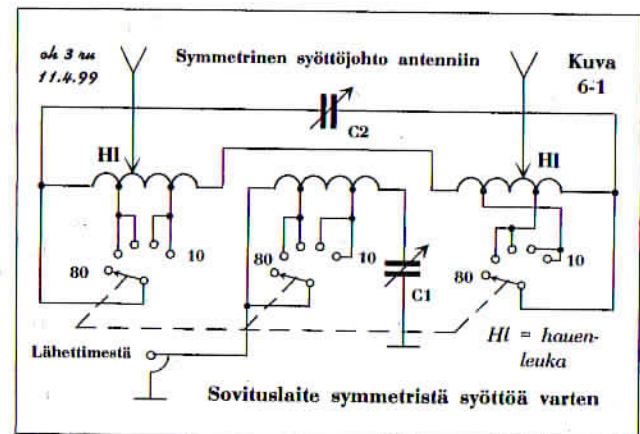 oh 3 ru
11.4.99
Symmetrinen syöttöjohto antenniin
Kuva
6-1
C2
Hl
Hl
80
10
80
10
C1
80
10
Lähettimestä
Hl = hauen-
leuka
Sovituslaite symmetristä syöttöä varten